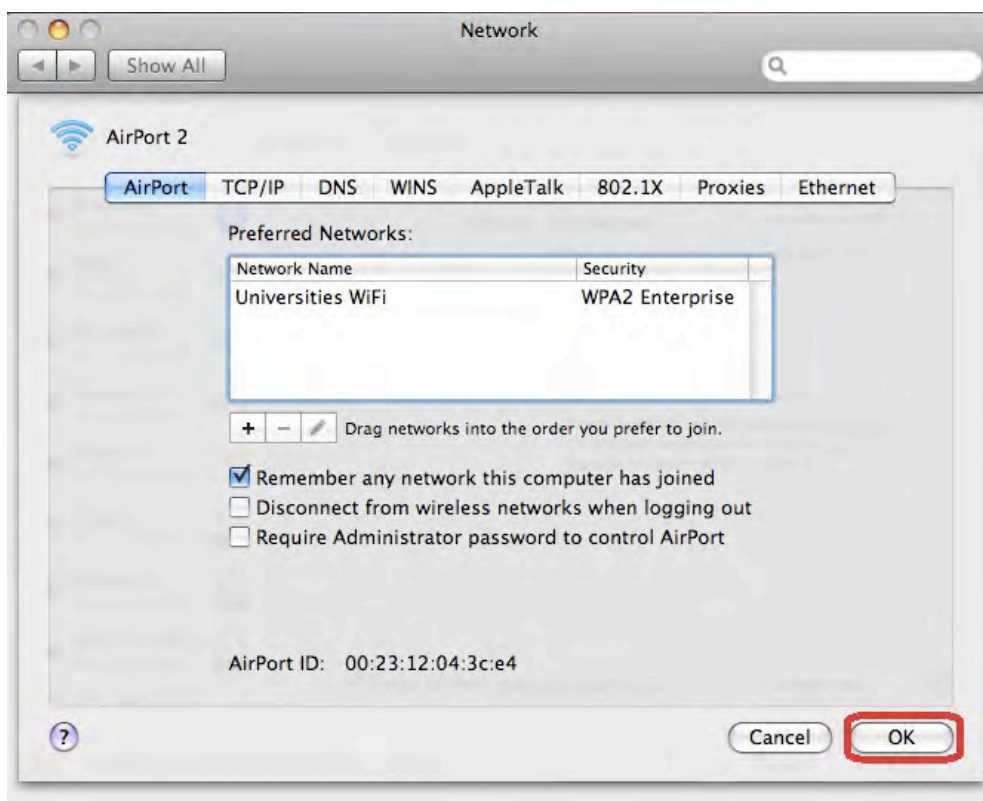 Network
Show All
AirPort 2
AirPort TCP/IP DNS WINS AppleTalk 802.1X Proxies Ethernet
Preferred Networks:
Network Name Security
Universities WiFi WPA2 Enterprise
+ − Drag networks into the order you prefer to join.
Remember any network this computer has joined
Disconnect from wireless networks when logging out
Require Administrator password to control AirPort
AirPort ID: 00:23:12:04:3c:e4
? Cancel OK